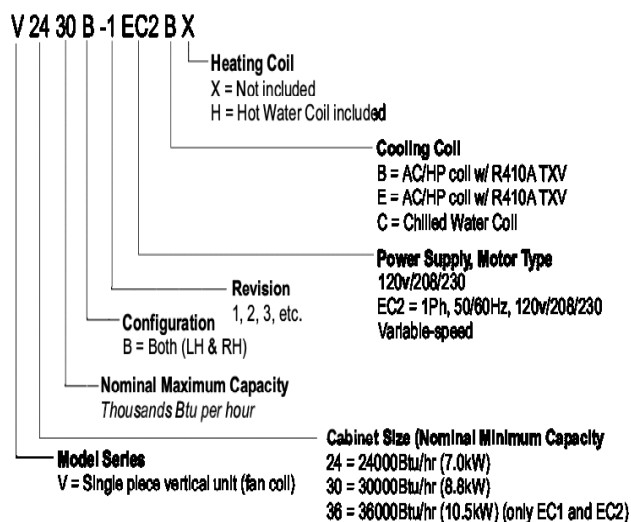 V 24 30 B -1 EC2 B X
Heating Coil
X = Not included
H = Hot Water Coil included
Cooling Coil
B = AC/HP coil w/ R410A TXV
E = AC/HP coil w/ R410A TXV
C = Chilled Water Coil
Power Supply, Motor Type
120v/208/230
EC2 = 1Ph, 50/60Hz, 120v/208/230
Variable-speed
Revision
1, 2, 3, etc.
Configuration
B = Both (LH & RH)
Nominal Maximum Capacity
Thousands Btu per hour
Cabinet Size (Nominal Minimum Capacity
24 = 24000Btu/hr (7.0kW)
30 = 30000Btu/hr (8.8kW)
36 = 36000Btu/hr (10.5kW) (only EC1 and EC2)
Model Series
V = Single piece vertical unit (fan coil)